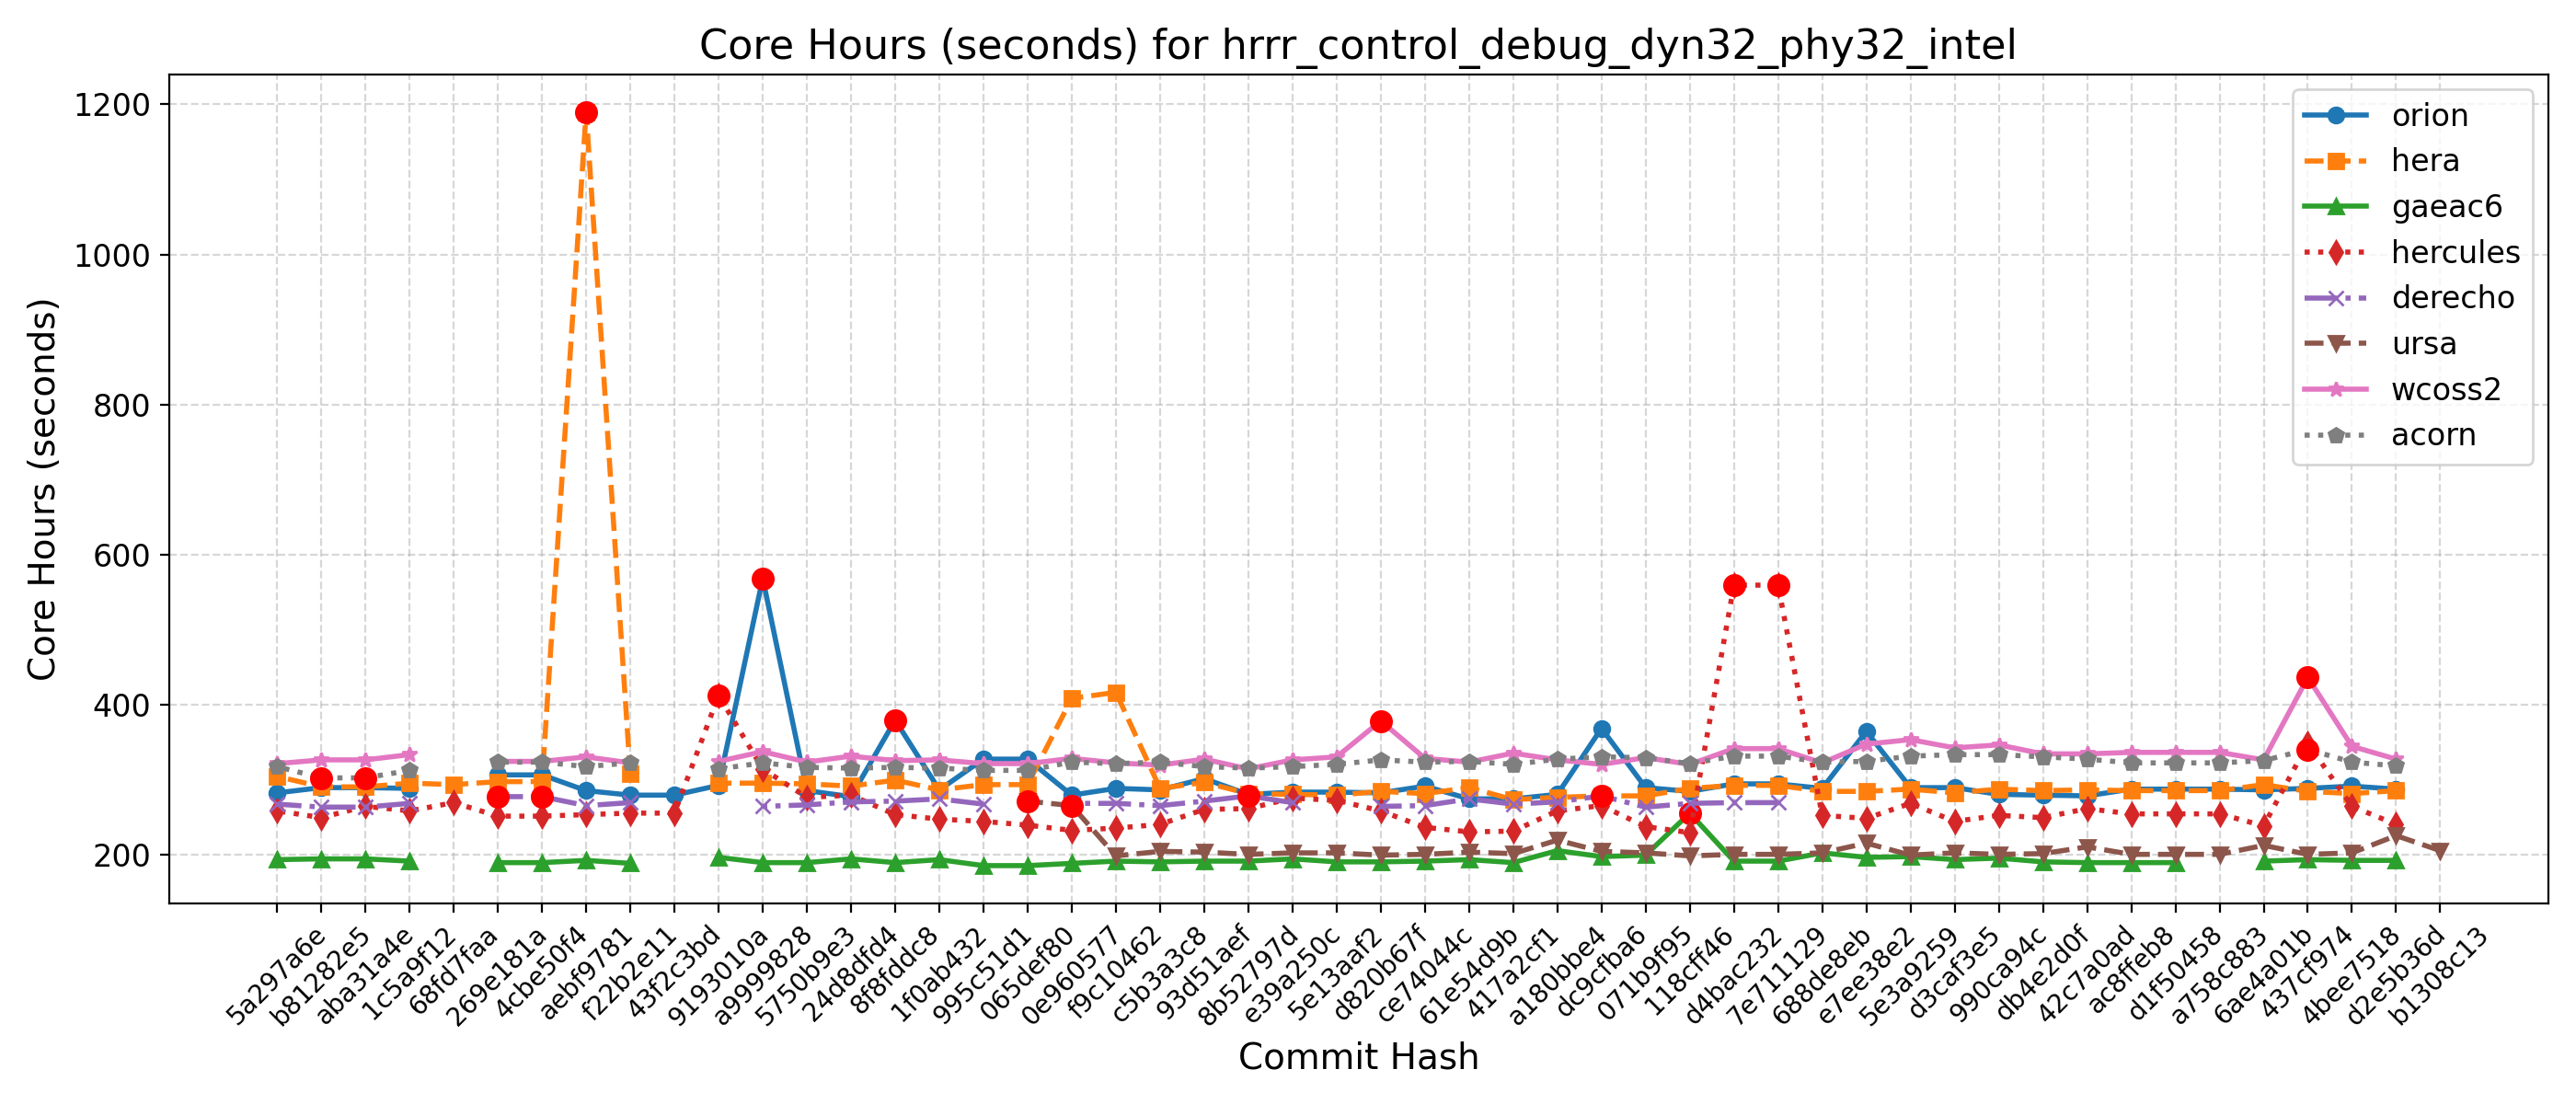 Core Hours (seconds) for hrrr_control_debug_dyn32_phy32_intel
Core Hours (seconds)
1200
1000
800
600
400
200
orion
hera
gaeac6
hercules
derecho
ursa
wcoss2
acorn
5a297a6e
b81282e5
aba31a4e
1c5a9f12
68fd7faa
269e181a
4cbe50f4
aebf9781
f22b2e11
43f2c3bd
9193010a
a9999828
5750b9e3
24d8dfd4
8f8fddc8
1f0ab432
995c51d1
065def80
0e960577
f9c10462
c5b3a3c8
93d51aef
8b52797d
e39a250c
5e13aaf2
d820b67f
ce74044c
61e54d9b
417a2cf1
a180bbe4
dc9cfba6
071b9f95
118cff46
d4bac232
7e711129
688de8eb
e7ee38e2
5e3a9259
d3caf3e5
990ca94c
db4e2d0f
42c7a0ad
ac8ffeb8
d1f50458
a758c883
6ae4a01b
437cf974
4bee7518
d2e5b36d
b1308c13
Commit Hash